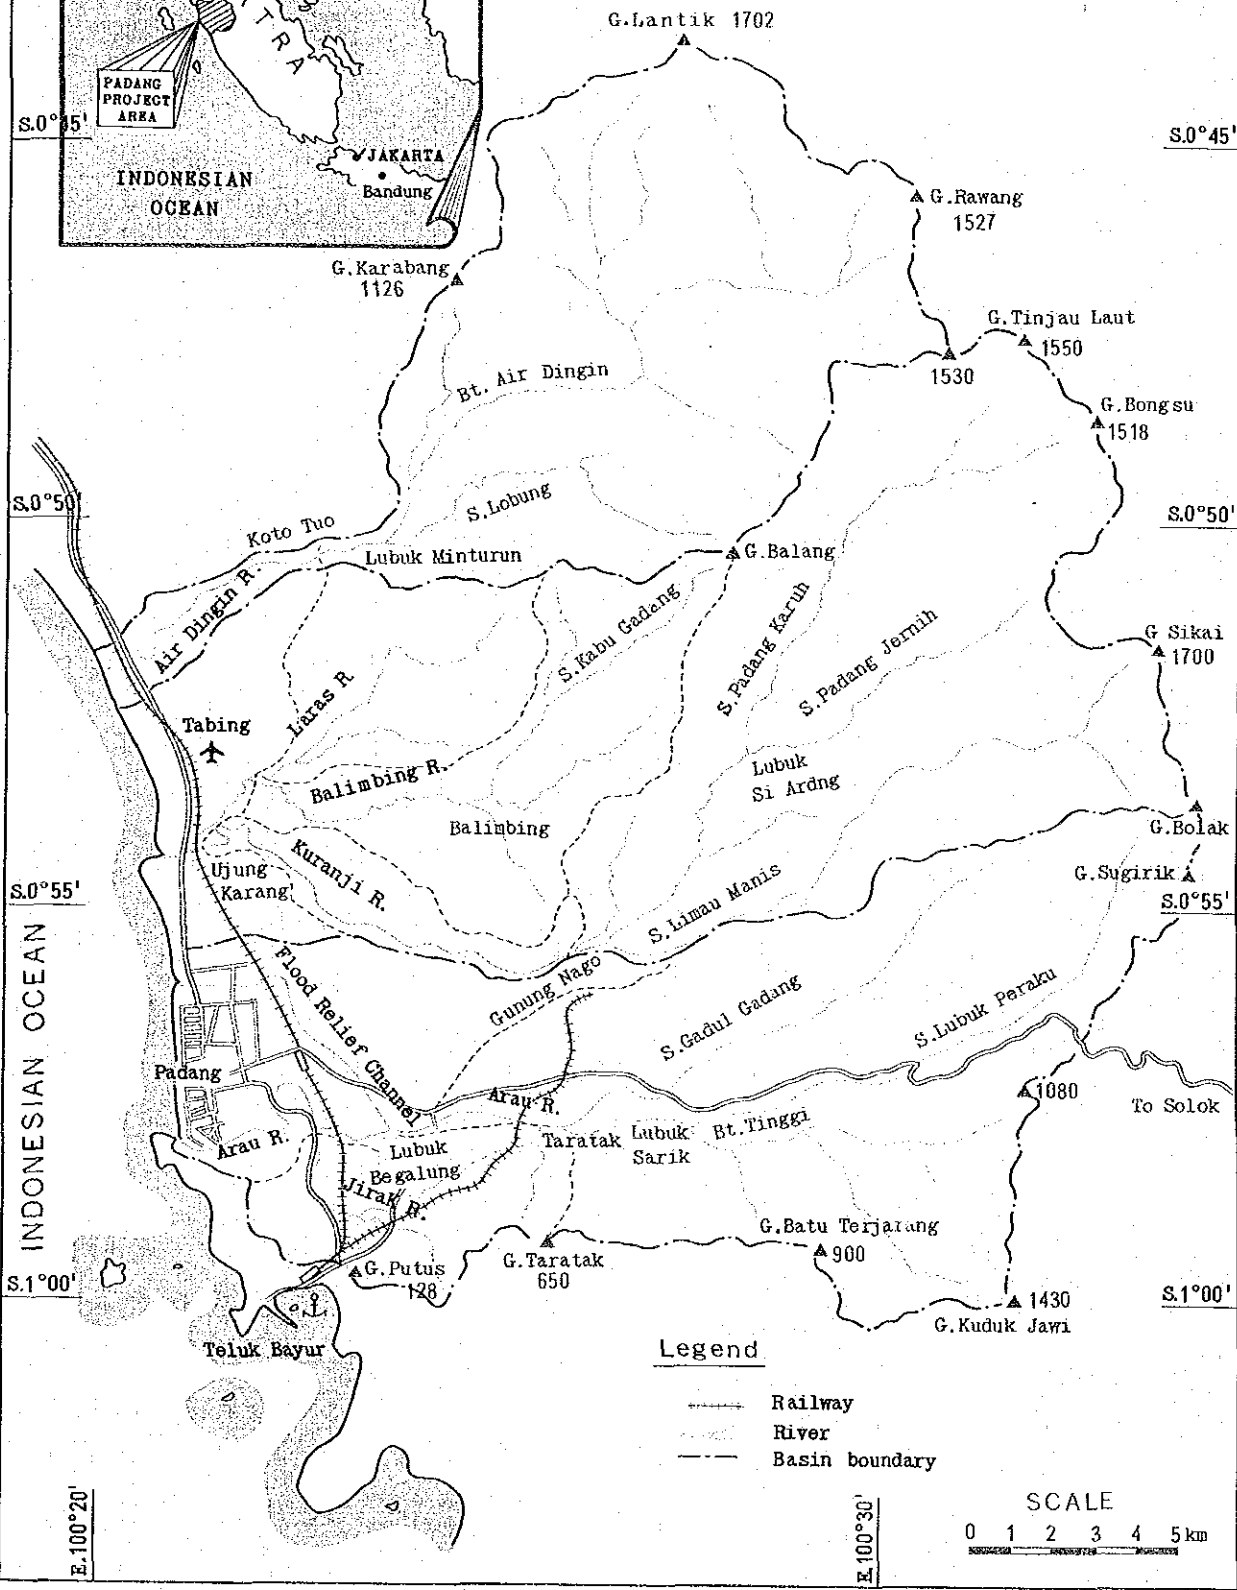 G.Lantik 1702
TRA
PADANG
PROJECT
AREA
S.0°45'
S.0°45'
JAKARTA
Bandung
INDONESIAN
OCEAN
G.Rawang
1527
G.Karabang
1126
G.Tinjau Laut
1550
1530
Bt. Air Dingin
G.Bongsu
1518
S.0°50'
S.0°50'
S.Lobung
Koto Tuo
Lubuk Minturun
G.Balang
Air Dingin R.
S.Kabu Gadang
S.Padang Karuh
S.Padang Jernih
G Sikai
1700
Laras R
Tabing
Balimbing R.
Lubuk
Si Ardng
Balimbing
G.Bolak
Kuranji R.
Ujung
Karang
G.Sugirik
S.0°55'
S.0°55'
S.Limau Manis
INDONESIAN OCEAN
Flood Relief Channel
Gunung Nago
S.Gadul Gadang
S.Lubuk Peraku
Padang
Arau R.
1080
To Solok
Arau R.
Taratak
Lubuk
Sarik
Bt.Tinggi
Lubuk
Begalung
Jirak R.
G.Batu Terjarang
900
G.Taratak
650
G.Putus
128
S.1°00'
S.1°00'
1430
G.Kuduk Jawi
Teluk Bayur
Legend
Railway
River
Basin boundary
E.100°20'
E.100°30'
SCALE
0 1 2 3 4 5 km